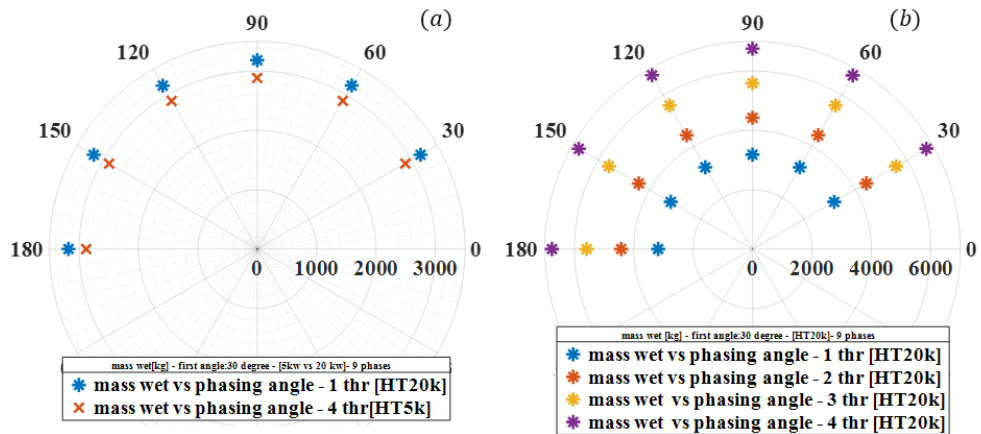 (a)
90
120
60
150
30
180
0
0 1000 2000 3000
mass wet[kg] - first angle:30 degree - [5kw vs 20 kw]- 9 phases
mass wet vs phasing angle - 1 thr [HT20k]
mass wet vs phasing angle - 4 thr[HT5k]
(b)
90
120
60
150
30
180
0
0 2000 4000 6000
mass wet [kg] - first angle:30 degree - [HT20k]- 9 phases
mass wet vs phasing angle - 1 thr [HT20k]
mass wet vs phasing angle - 2 thr [HT20k]
mass wet vs phasing angle - 3 thr [HT20k]
mass wet vs phasing angle - 4 thr [HT20k]